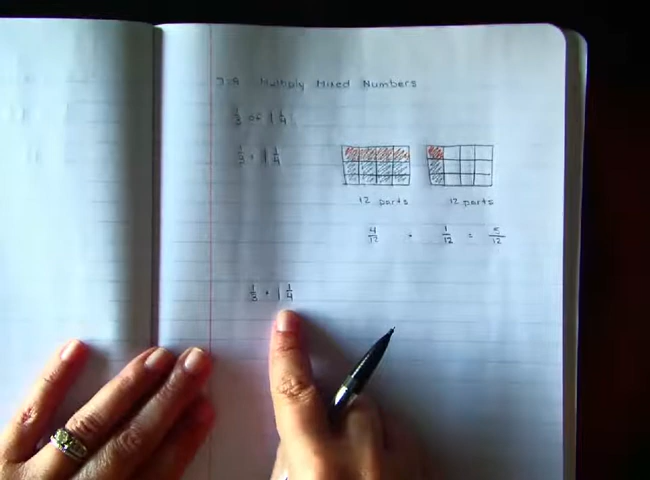 7-9 Multiply Mixed Numbers
1/3 of 1 1/4
1/3 · 1 1/4
12 parts 12 parts
4/12 + 1/12 = 5/12
1/3 · 1 1/4